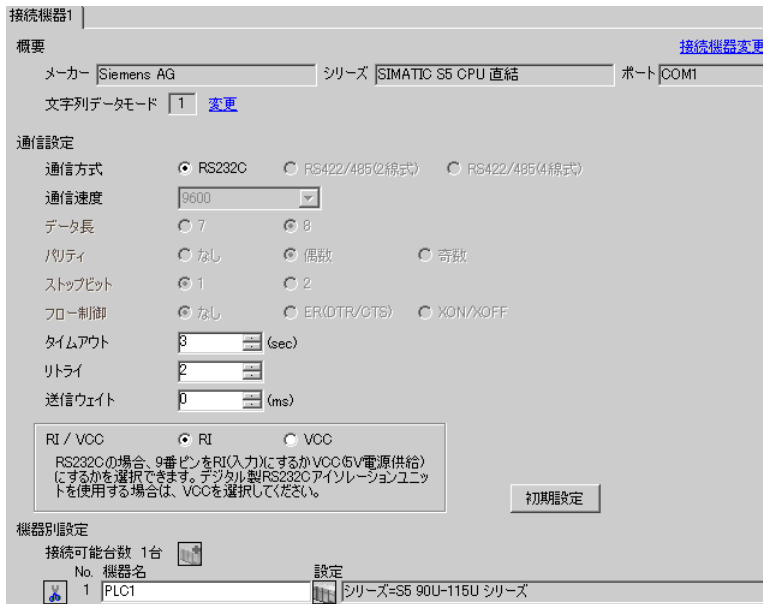 接続機器1
概要 接続機器変更
メーカー Siemens AG シリーズ SIMATIC S5 CPU 直結 ポート COM1
文字列データモード 1 変更
通信設定
通信方式 RS232C RS422/485(2線式) RS422/485(4線式)
通信速度 9600
データ長 7 8
パリティ なし 偶数 奇数
ストップビット 1 2
フロー制御 なし ER(DTR/CTS) XON/XOFF
タイムアウト 3 (sec)
リトライ 2
送信ウェイト 0 (ms)
RI / VCC RI VCC
RS232Cの場合、9番ピンをRI(入力)にするかVCC(5V電源供給)
にするかを選択できます。デジタル製RS232Cアイソレーションユニッ
トを使用する場合は、VCCを選択してください。
初期設定
機器別設定
接続可能台数 1台
No. 機器名 設定
1 PLC1 シリーズ=S5 90U-115U シリーズ